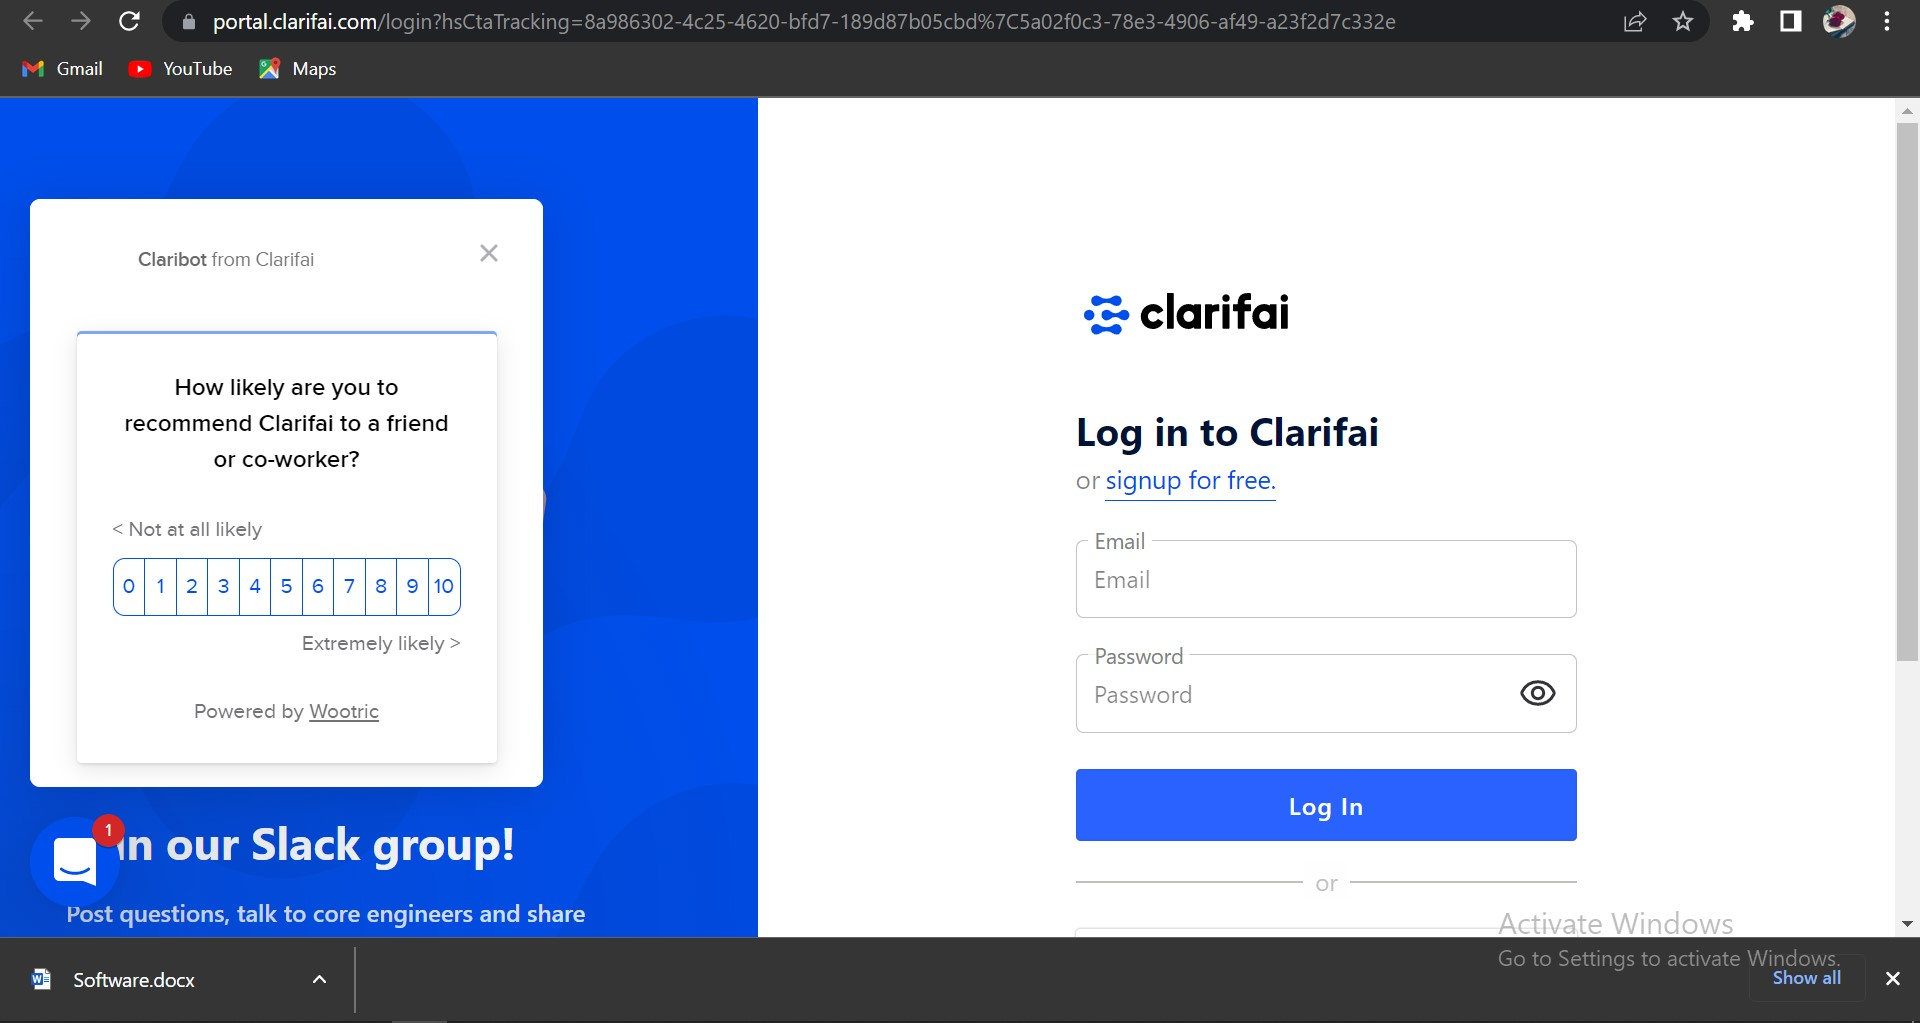 portal.clarifai.com/login?hsCtaTracking=8a986302-4c25-4620-bfd7-189d87b05cbd%7C5a02f0c3-78e3-4906-af49-a23f2d7c332e
Gmail YouTube Maps
Claribot from Clarifai
How likely are you to
recommend Clarifai to a friend
or co-worker?
< Not at all likely
0 1 2 3 4 5 6 7 8 9 10
Extremely likely >
Powered by Wootric
1
in our Slack group!
Post questions, talk to core engineers and share
clarifai
Log in to Clarifai
or signup for free.
Email
Email
Password
Password
Log In
or
Activate Windows
Go to Settings to activate Windows.
Software.docx
Show all